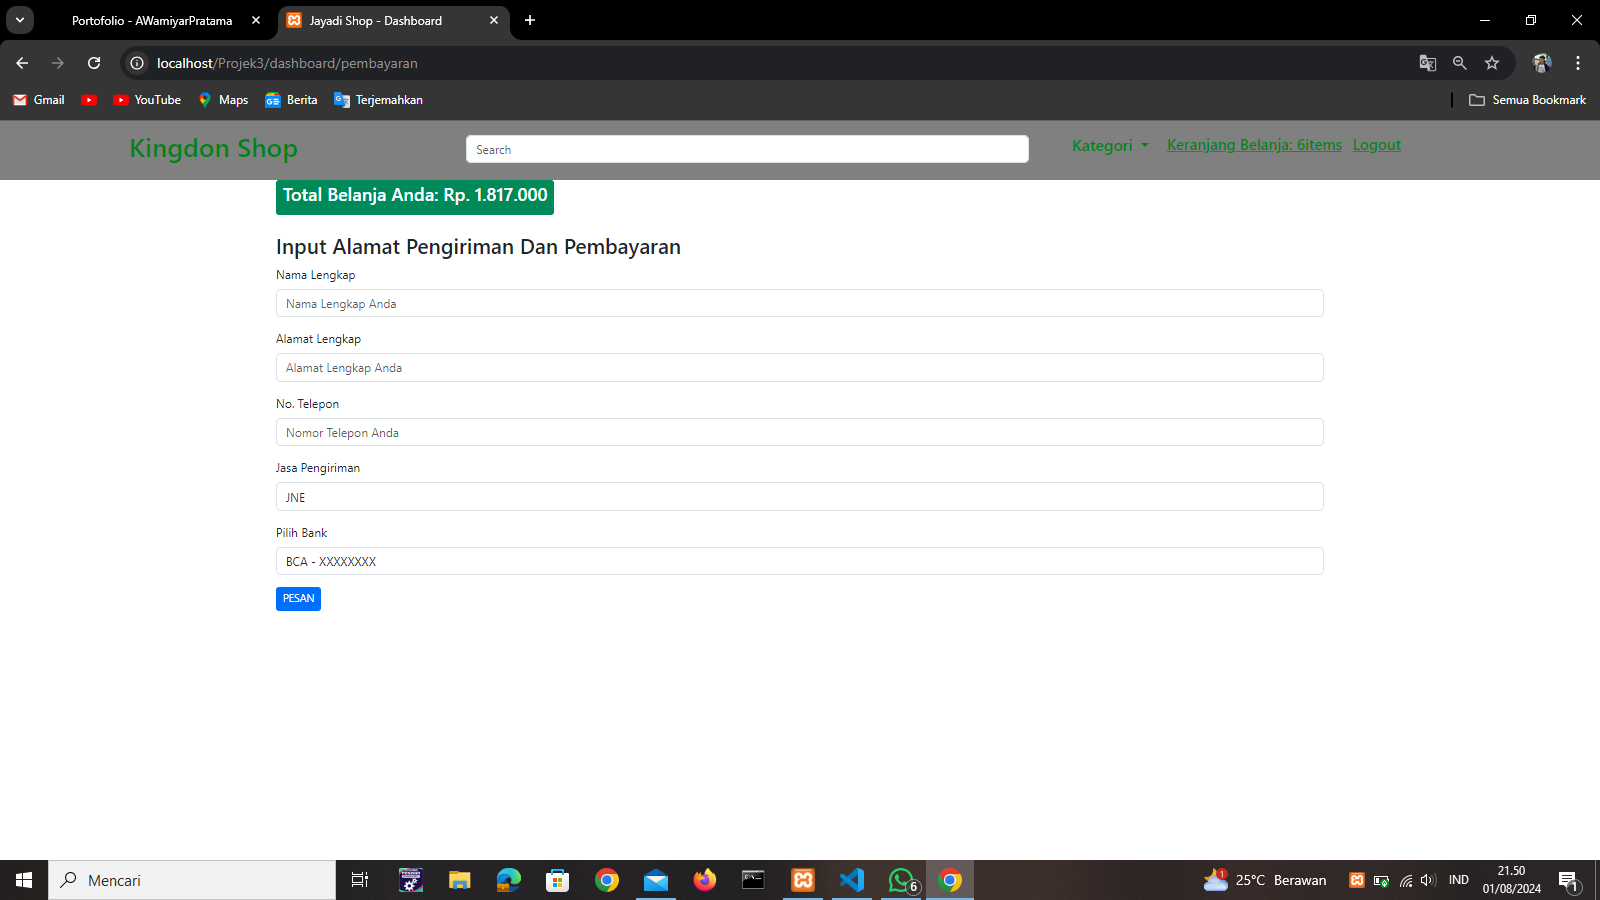 Portofolio - AWamiyarPratama
Jayadi Shop - Dashboard
localhost/Projek3/dashboard/pembayaran
Gmail
YouTube
Maps
Berita
Terjemahkan
Semua Bookmark
Kingdon Shop
Search
Kategori
Keranjang Belanja: 6items
Logout
Total Belanja Anda: Rp. 1.817.000
Input Alamat Pengiriman Dan Pembayaran
Nama Lengkap
Nama Lengkap Anda
Alamat Lengkap
Alamat Lengkap Anda
No. Telepon
Nomor Telepon Anda
Jasa Pengiriman
JNE
Pilih Bank
BCA - XXXXXXXX
PESAN
Mencari
6
1
25°C Berawan
IND
21.50
01/08/2024
1